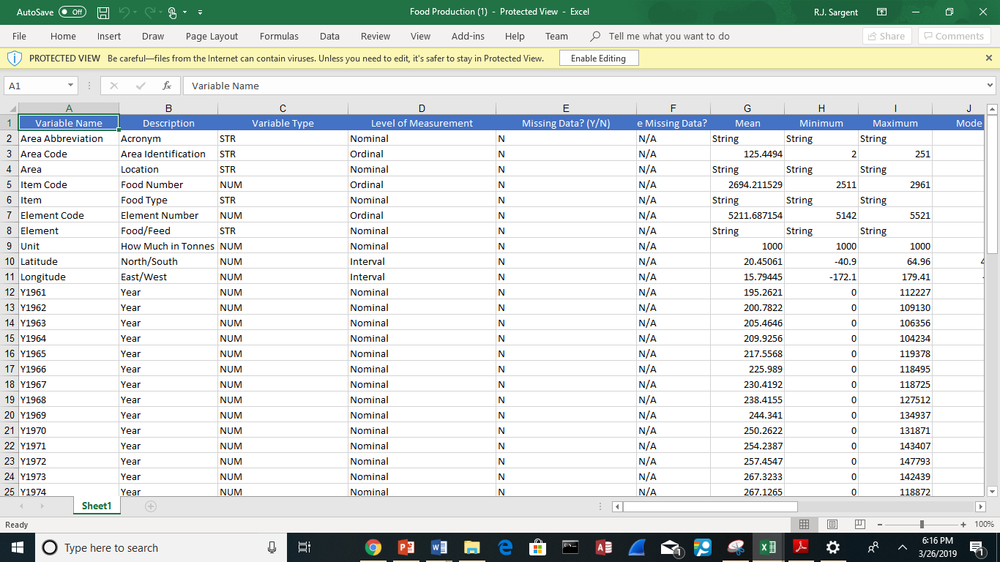 AutoSave Off Food Production (1) - Protected View - Excel R.J. Sargent
File Home Insert Draw Page Layout Formulas Data Review View Add-ins Help Team Tell me what you want to do Share Comments
PROTECTED VIEW Be careful—files from the Internet can contain viruses. Unless you need to edit, it's safer to stay in Protected View. Enable Editing
A1 fx Variable Name
A B C D E F G H I J
1 Variable Name Description Variable Type Level of Measurement Missing Data? (Y/N) e Missing Data? Mean Minimum Maximum Mode
2 Area Abbreviation Acronym STR Nominal N N/A String String String
3 Area Code Area Identification STR Ordinal N N/A 125.4494 2 251
4 Area Location STR Nominal N N/A String String String
5 Item Code Food Number NUM Ordinal N N/A 2694.211529 2511 2961
6 Item Food Type STR Nominal N N/A String String String
7 Element Code Element Number NUM Ordinal N N/A 5211.687154 5142 5521
8 Element Food/Feed STR Nominal N N/A String String String
9 Unit How Much in Tonnes NUM Nominal N N/A 1000 1000 1000
10 Latitude North/South NUM Interval N N/A 20.45061 -40.9 64.96
11 Longitude East/West NUM Interval N N/A 15.79445 -172.1 179.41
12 Y1961 Year NUM Nominal N N/A 195.2621 0 112227
13 Y1962 Year NUM Nominal N N/A 200.7822 0 109130
14 Y1963 Year NUM Nominal N N/A 205.4646 0 106356
15 Y1964 Year NUM Nominal N N/A 209.9256 0 104234
16 Y1965 Year NUM Nominal N N/A 217.5568 0 119378
17 Y1966 Year NUM Nominal N N/A 225.989 0 118495
18 Y1967 Year NUM Nominal N N/A 230.4192 0 118725
19 Y1968 Year NUM Nominal N N/A 238.4155 0 127512
20 Y1969 Year NUM Nominal N N/A 244.341 0 134937
21 Y1970 Year NUM Nominal N N/A 250.2622 0 131871
22 Y1971 Year NUM Nominal N N/A 254.2387 0 143407
23 Y1972 Year NUM Nominal N N/A 257.4547 0 147793
24 Y1973 Year NUM Nominal N N/A 267.3233 0 142439
25 Y1974 Year NUM Nominal N N/A 267.1265 0 118872
Sheet1
Ready 100%
Type here to search 6:16 PM
3/26/2019